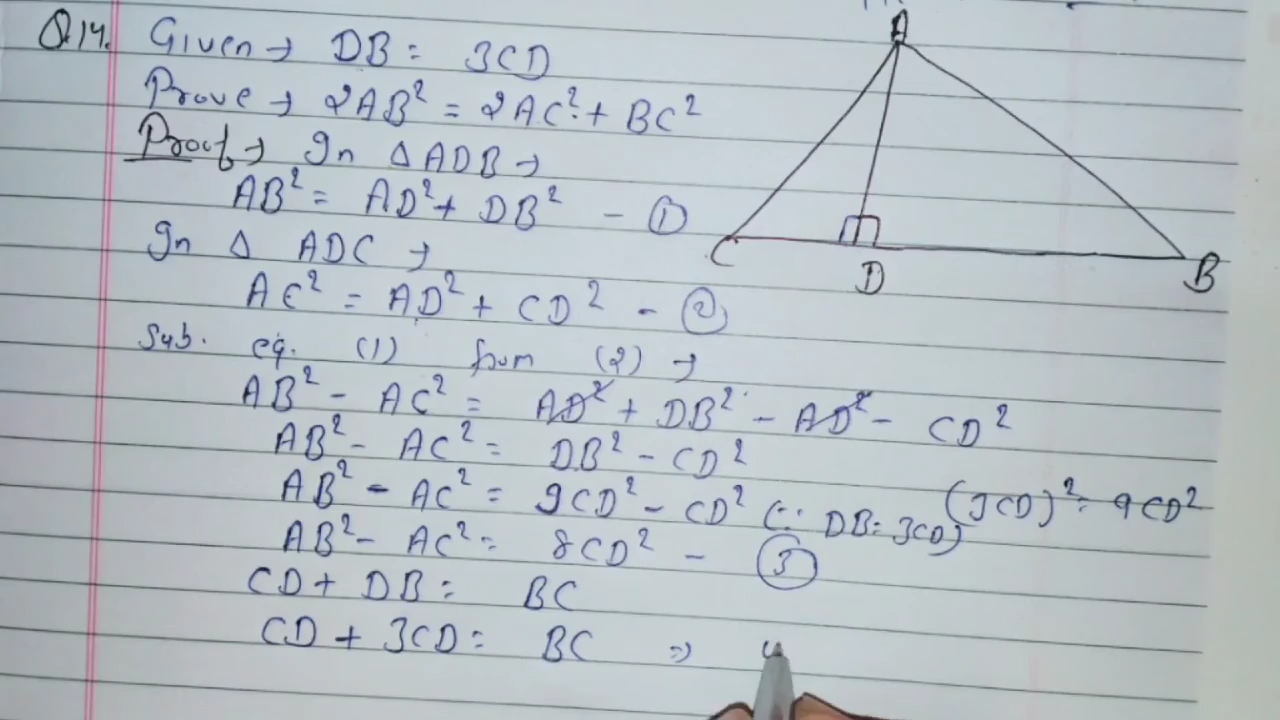 Q.14. Given → DB = 3CD
Prove → 2AB² = 2AC² + BC²
Proof → In △ADB →
AB² = AD² + DB² - ①
In △ ADC →
AC² = AD² + CD² - ②
Sub. eq. (1) from (2) →
AB² - AC² = AD² + DB² - AD² - CD²
AB² - AC² = DB² - CD²
AB² - AC² = 9CD² - CD² (∵ DB = 3CD) (3CD)² = 9CD²
AB² - AC² = 8CD² - ③
CD + DB = BC
CD + 3CD = BC ⇒
A
C
D
B